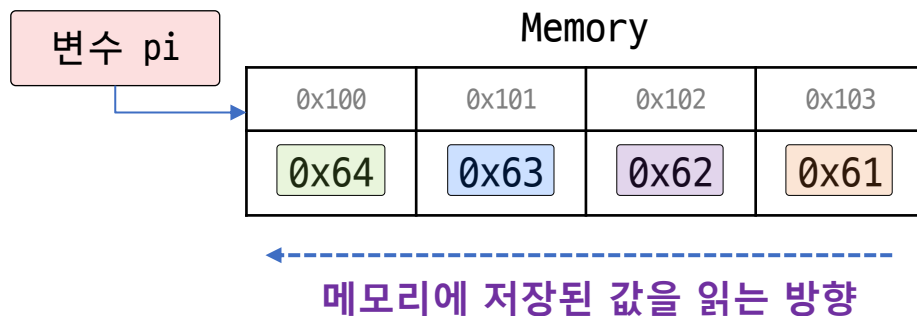 변수 pi
Memory
0x100 0x101 0x102 0x103
0x64 0x63 0x62 0x61
메모리에 저장된 값을 읽는 방향